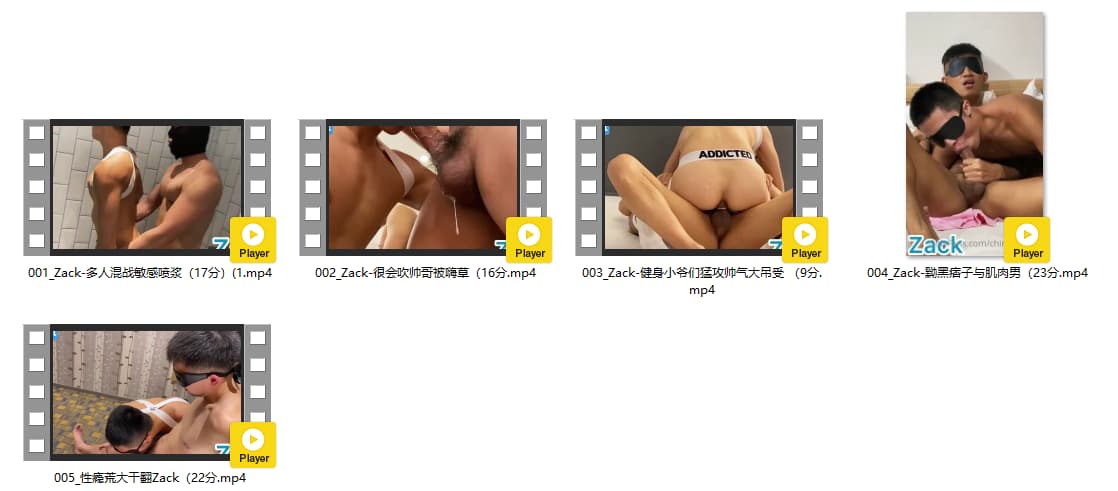 ADDICTED
Zack
Player
Player
Player
Player
001_Zack-多人混战敏感喷浆（17分）(1.mp4
002_Zack-很会吹帅哥被嗨草（16分.mp4
003_Zack-健身小爷们猛攻帅气大吊受 （9分.
mp4
004_Zack-黝黑痞子与肌肉男（23分.mp4
Player
005_性瘾荒大干翻Zack（22分.mp4